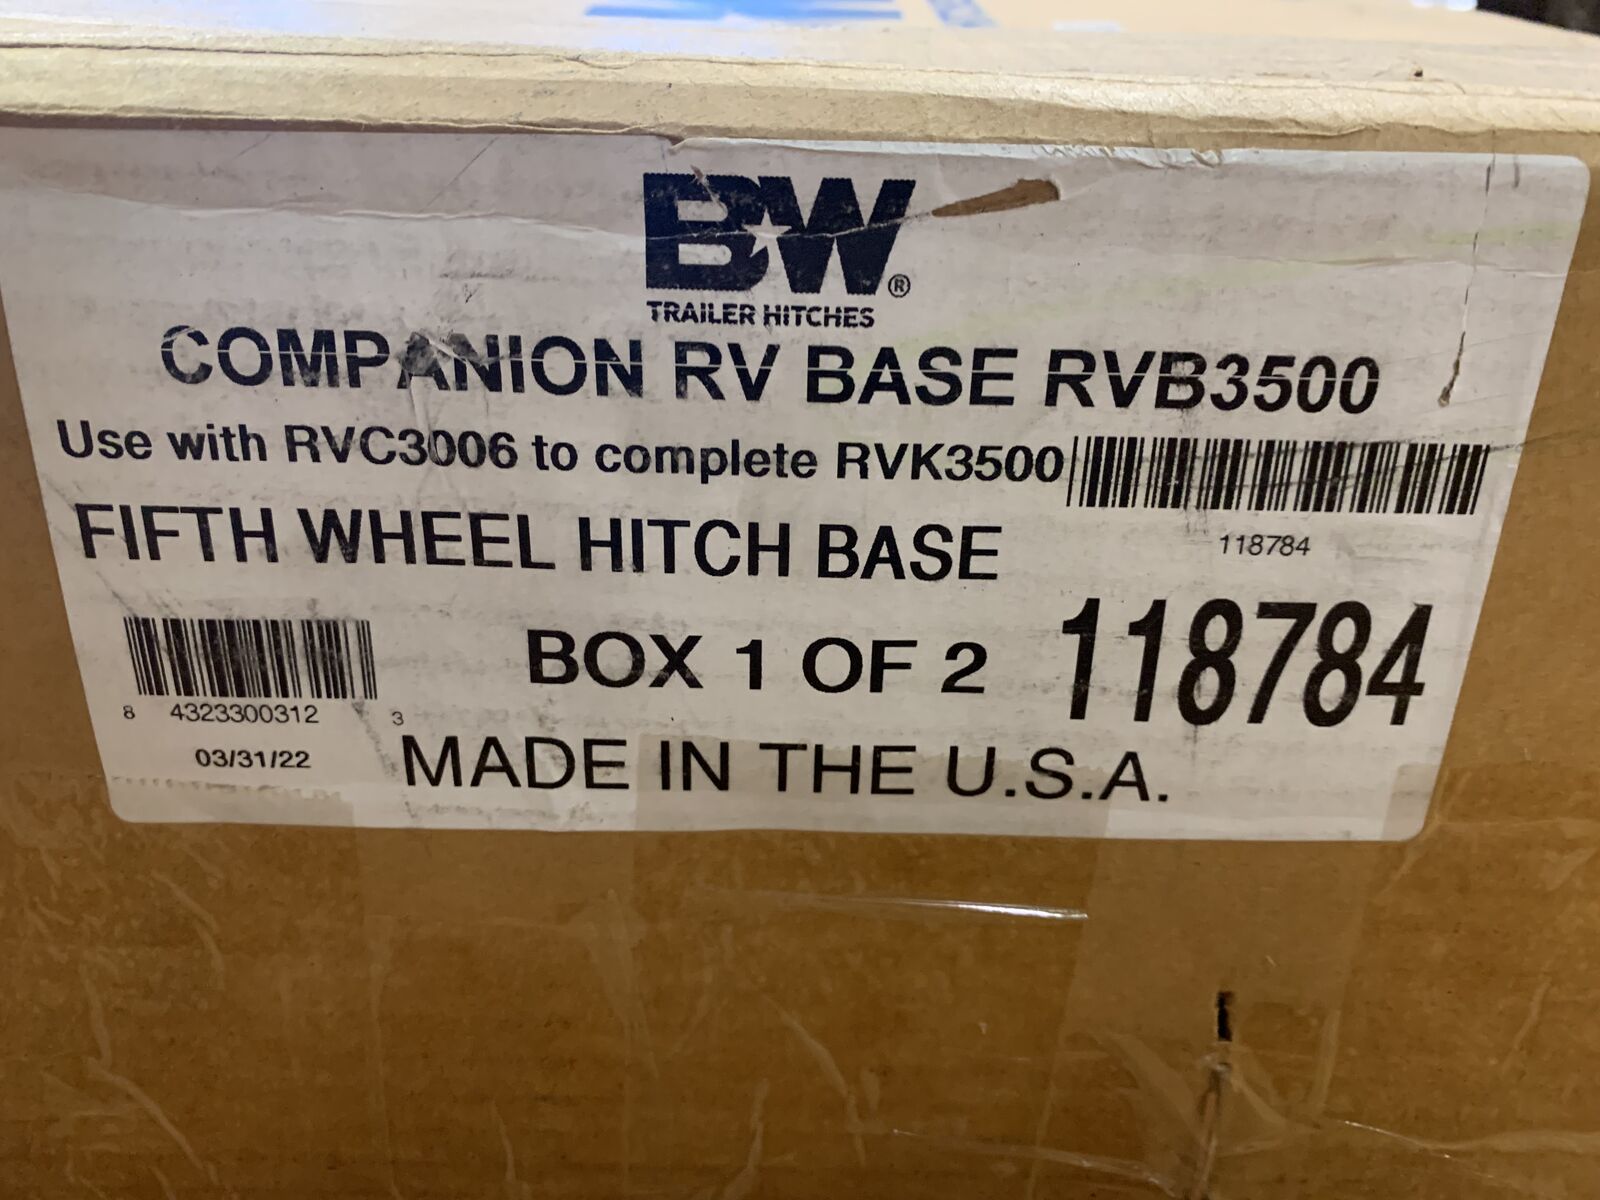 B&W®
TRAILER HITCHES
COMPANION RV BASE RVB3500
Use with RVC3006 to complete RVK3500
118784
FIFTH WHEEL HITCH BASE
BOX 1 OF 2
118784
8 4323300312 3
03/31/22
MADE IN THE U.S.A.